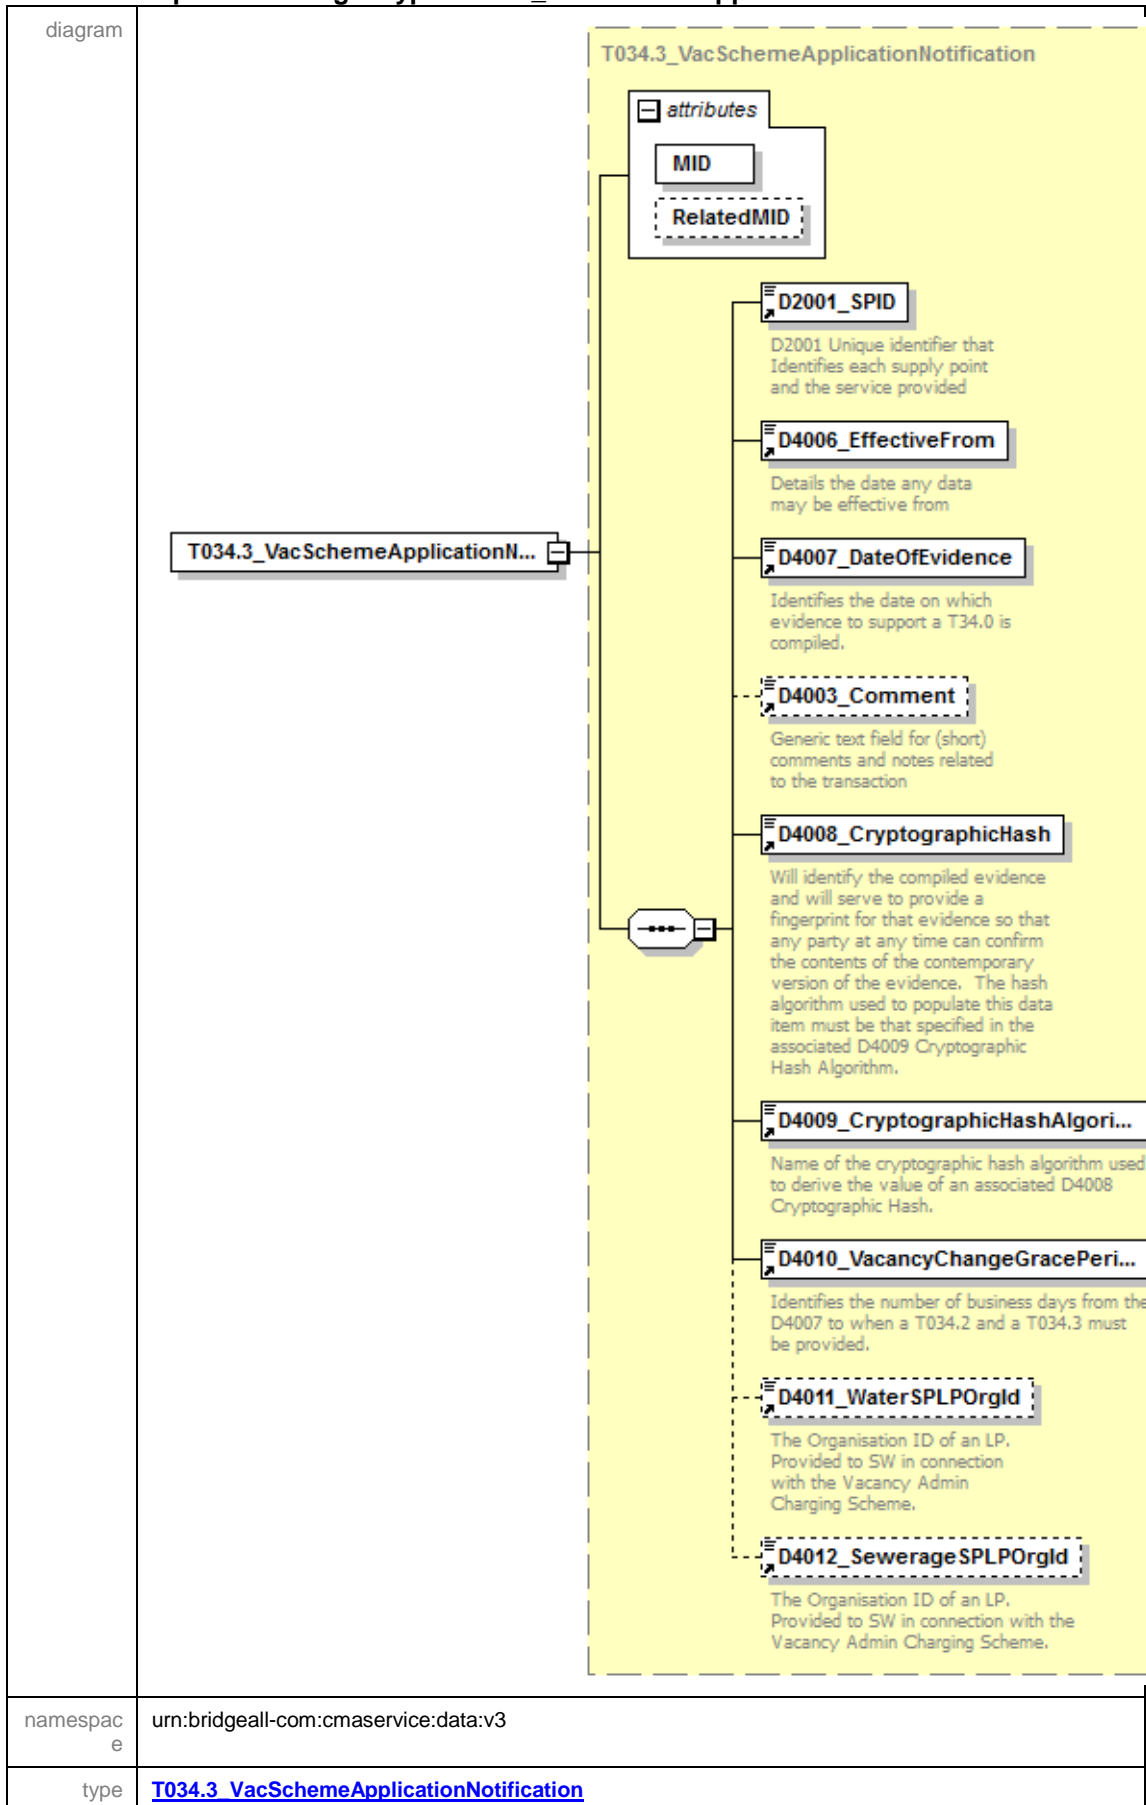 diagram
T034.3_VacSchemeApplicationNotification
attributes
MID
RelatedMID
D2001_SPID
D2001 Unique identifier that
Identifies each supply point
and the service provided
D4006_EffectiveFrom
Details the date any data
may be effective from
T034.3_VacSchemeApplicationN...
D4007_DateOfEvidence
Identifies the date on which
evidence to support a T34.0 is
compiled.
D4003_Comment
Generic text field for (short)
comments and notes related
to the transaction
D4008_CryptographicHash
Will identify the compiled evidence
and will serve to provide a
fingerprint for that evidence so that
any party at any time can confirm
the contents of the contemporary
version of the evidence.  The hash
algorithm used to populate this data
item must be that specified in the
associated D4009 Cryptographic
Hash Algorithm.
D4009_CryptographicHashAlgori...
Name of the cryptographic hash algorithm used
to derive the value of an associated D4008
Cryptographic Hash.
D4010_VacancyChangeGracePeri...
Identifies the number of business days from the
D4007 to when a T034.2 and a T034.3 must
be provided.
D4011_WaterSPLPOrgId
The Organisation ID of an LP.
Provided to SW in connection
with the Vacancy Admin
Charging Scheme.
D4012_SewerageSPLPOrgId
The Organisation ID of an LP.
Provided to SW in connection with the
Vacancy Admin Charging Scheme.
namespac
e
urn:bridgeall-com:cmaservice:data:v3
type
T034.3_VacSchemeApplicationNotification